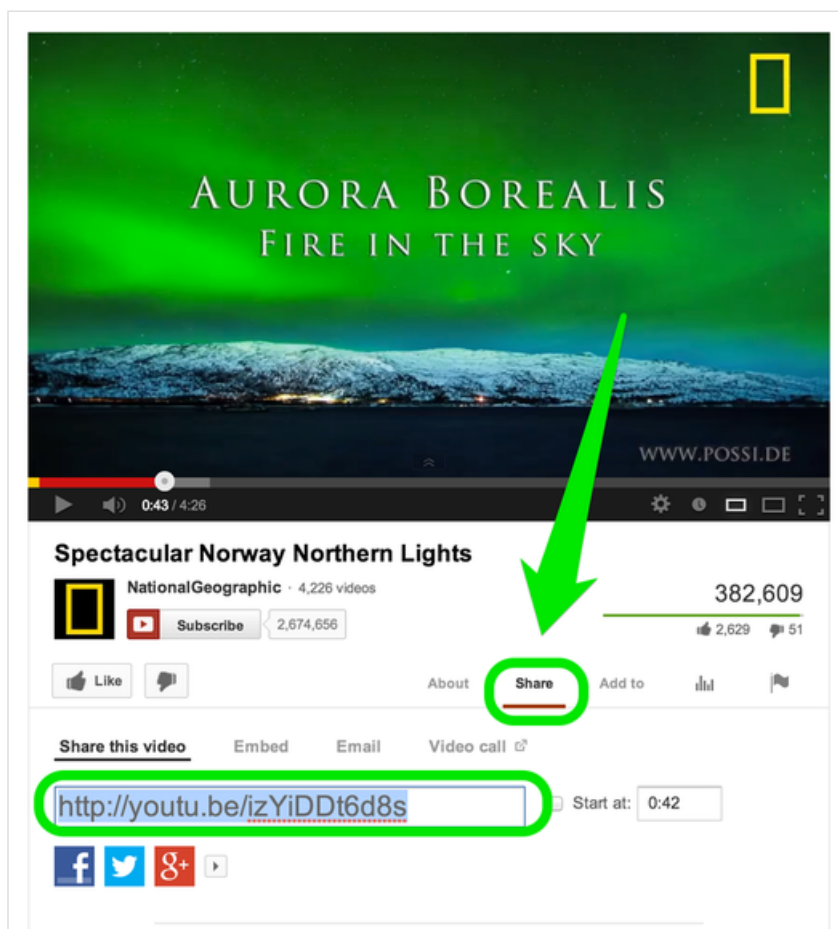 AURORA BOREALIS
FIRE IN THE SKY
WWW.POSSI.DE
0:43 / 4:26
Spectacular Norway Northern Lights
NationalGeographic · 4,226 videos
382,609
Subscribe 2,674,656
2,629 51
Like About Share Add to
Share this video Embed Email Video call
http://youtu.be/izYiDDt6d8s Start at: 0:42
f 8+